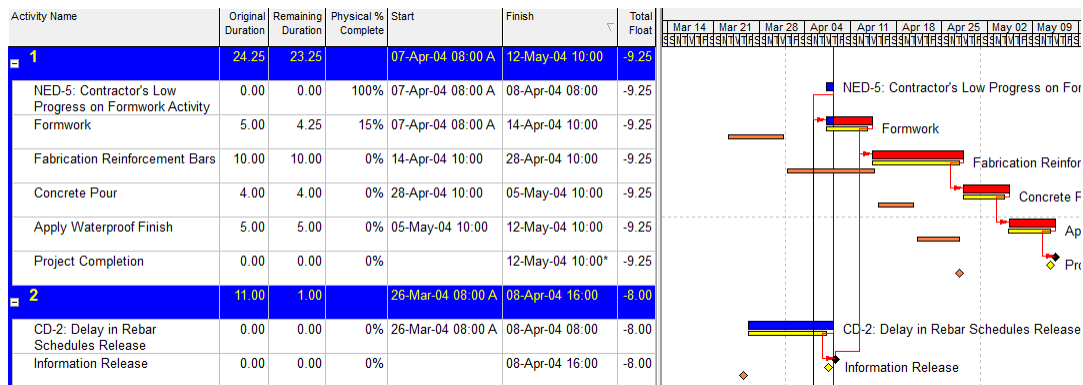 Activity Name Original Duration Remaining Duration Physical % Complete Start Finish Total Float
Mar 14 Mar 21 Mar 28 Apr 04 Apr 11 Apr 18 Apr 25 May 02 May 09
1 24.25 23.25 07-Apr-04 08:00 A 12-May-04 10:00 -9.25
NED-5: Contractor's Low Progress on Formwork Activity 0.00 0.00 100% 07-Apr-04 08:00 A 08-Apr-04 08:00 -9.25 NED-5: Contractor's Low Progress on For
Formwork 5.00 4.25 15% 07-Apr-04 08:00 A 14-Apr-04 10:00 -9.25 Formwork
Fabrication Reinforcement Bars 10.00 10.00 0% 14-Apr-04 10:00 28-Apr-04 10:00 -9.25 Fabrication Reinfor
Concrete Pour 4.00 4.00 0% 28-Apr-04 10:00 05-May-04 10:00 -9.25 Concrete P
Apply Waterproof Finish 5.00 5.00 0% 05-May-04 10:00 12-May-04 10:00 -9.25 Ap
Project Completion 0.00 0.00 0% 12-May-04 10:00* -9.25 Pro
2 11.00 1.00 26-Mar-04 08:00 A 08-Apr-04 16:00 -8.00
CD-2: Delay in Rebar Schedules Release 0.00 0.00 0% 26-Mar-04 08:00 A 08-Apr-04 08:00 -8.00 CD-2: Delay in Rebar Schedules Release
Information Release 0.00 0.00 0% 08-Apr-04 16:00 -8.00 Information Release